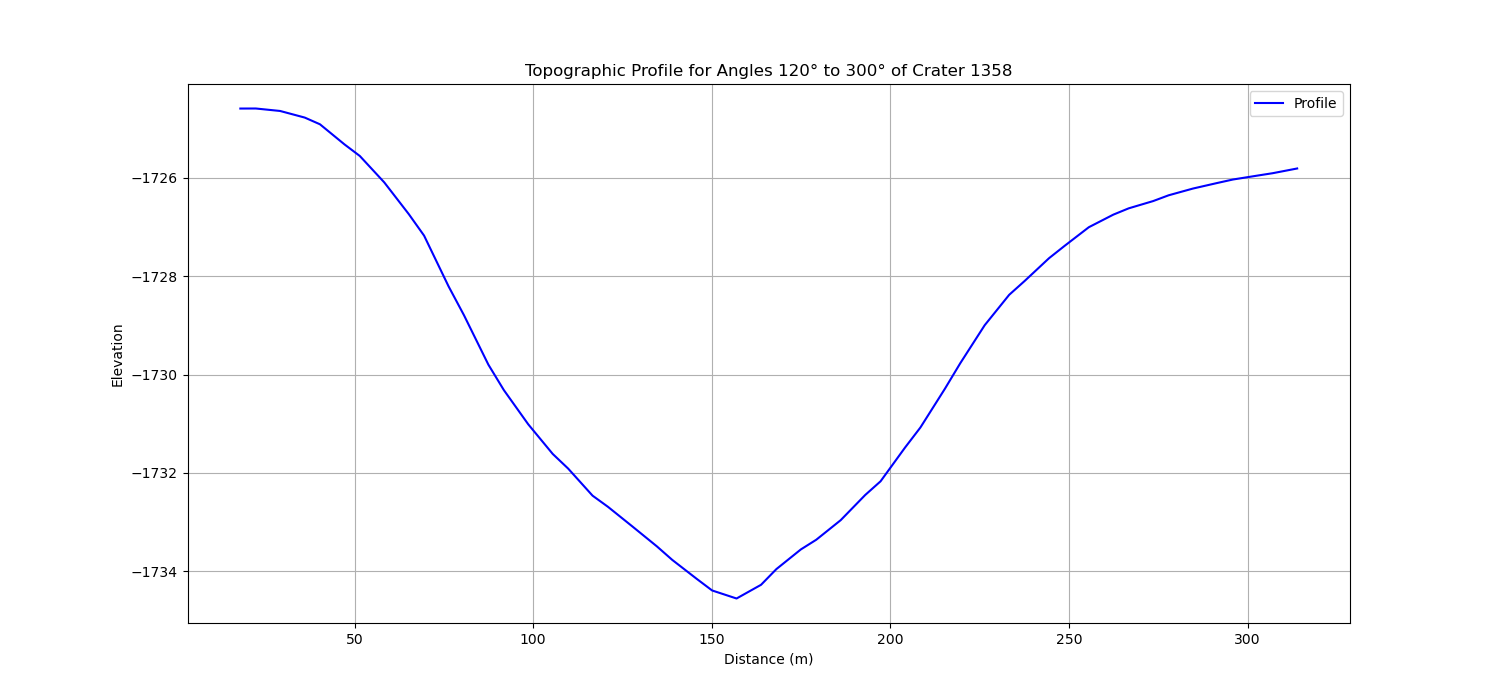 Topographic Profile for Angles 120° to 300° of Crater 1358
Profile
−1726
−1728
−1730
−1732
−1734
Elevation
50 100 150 200 250 300
Distance (m)